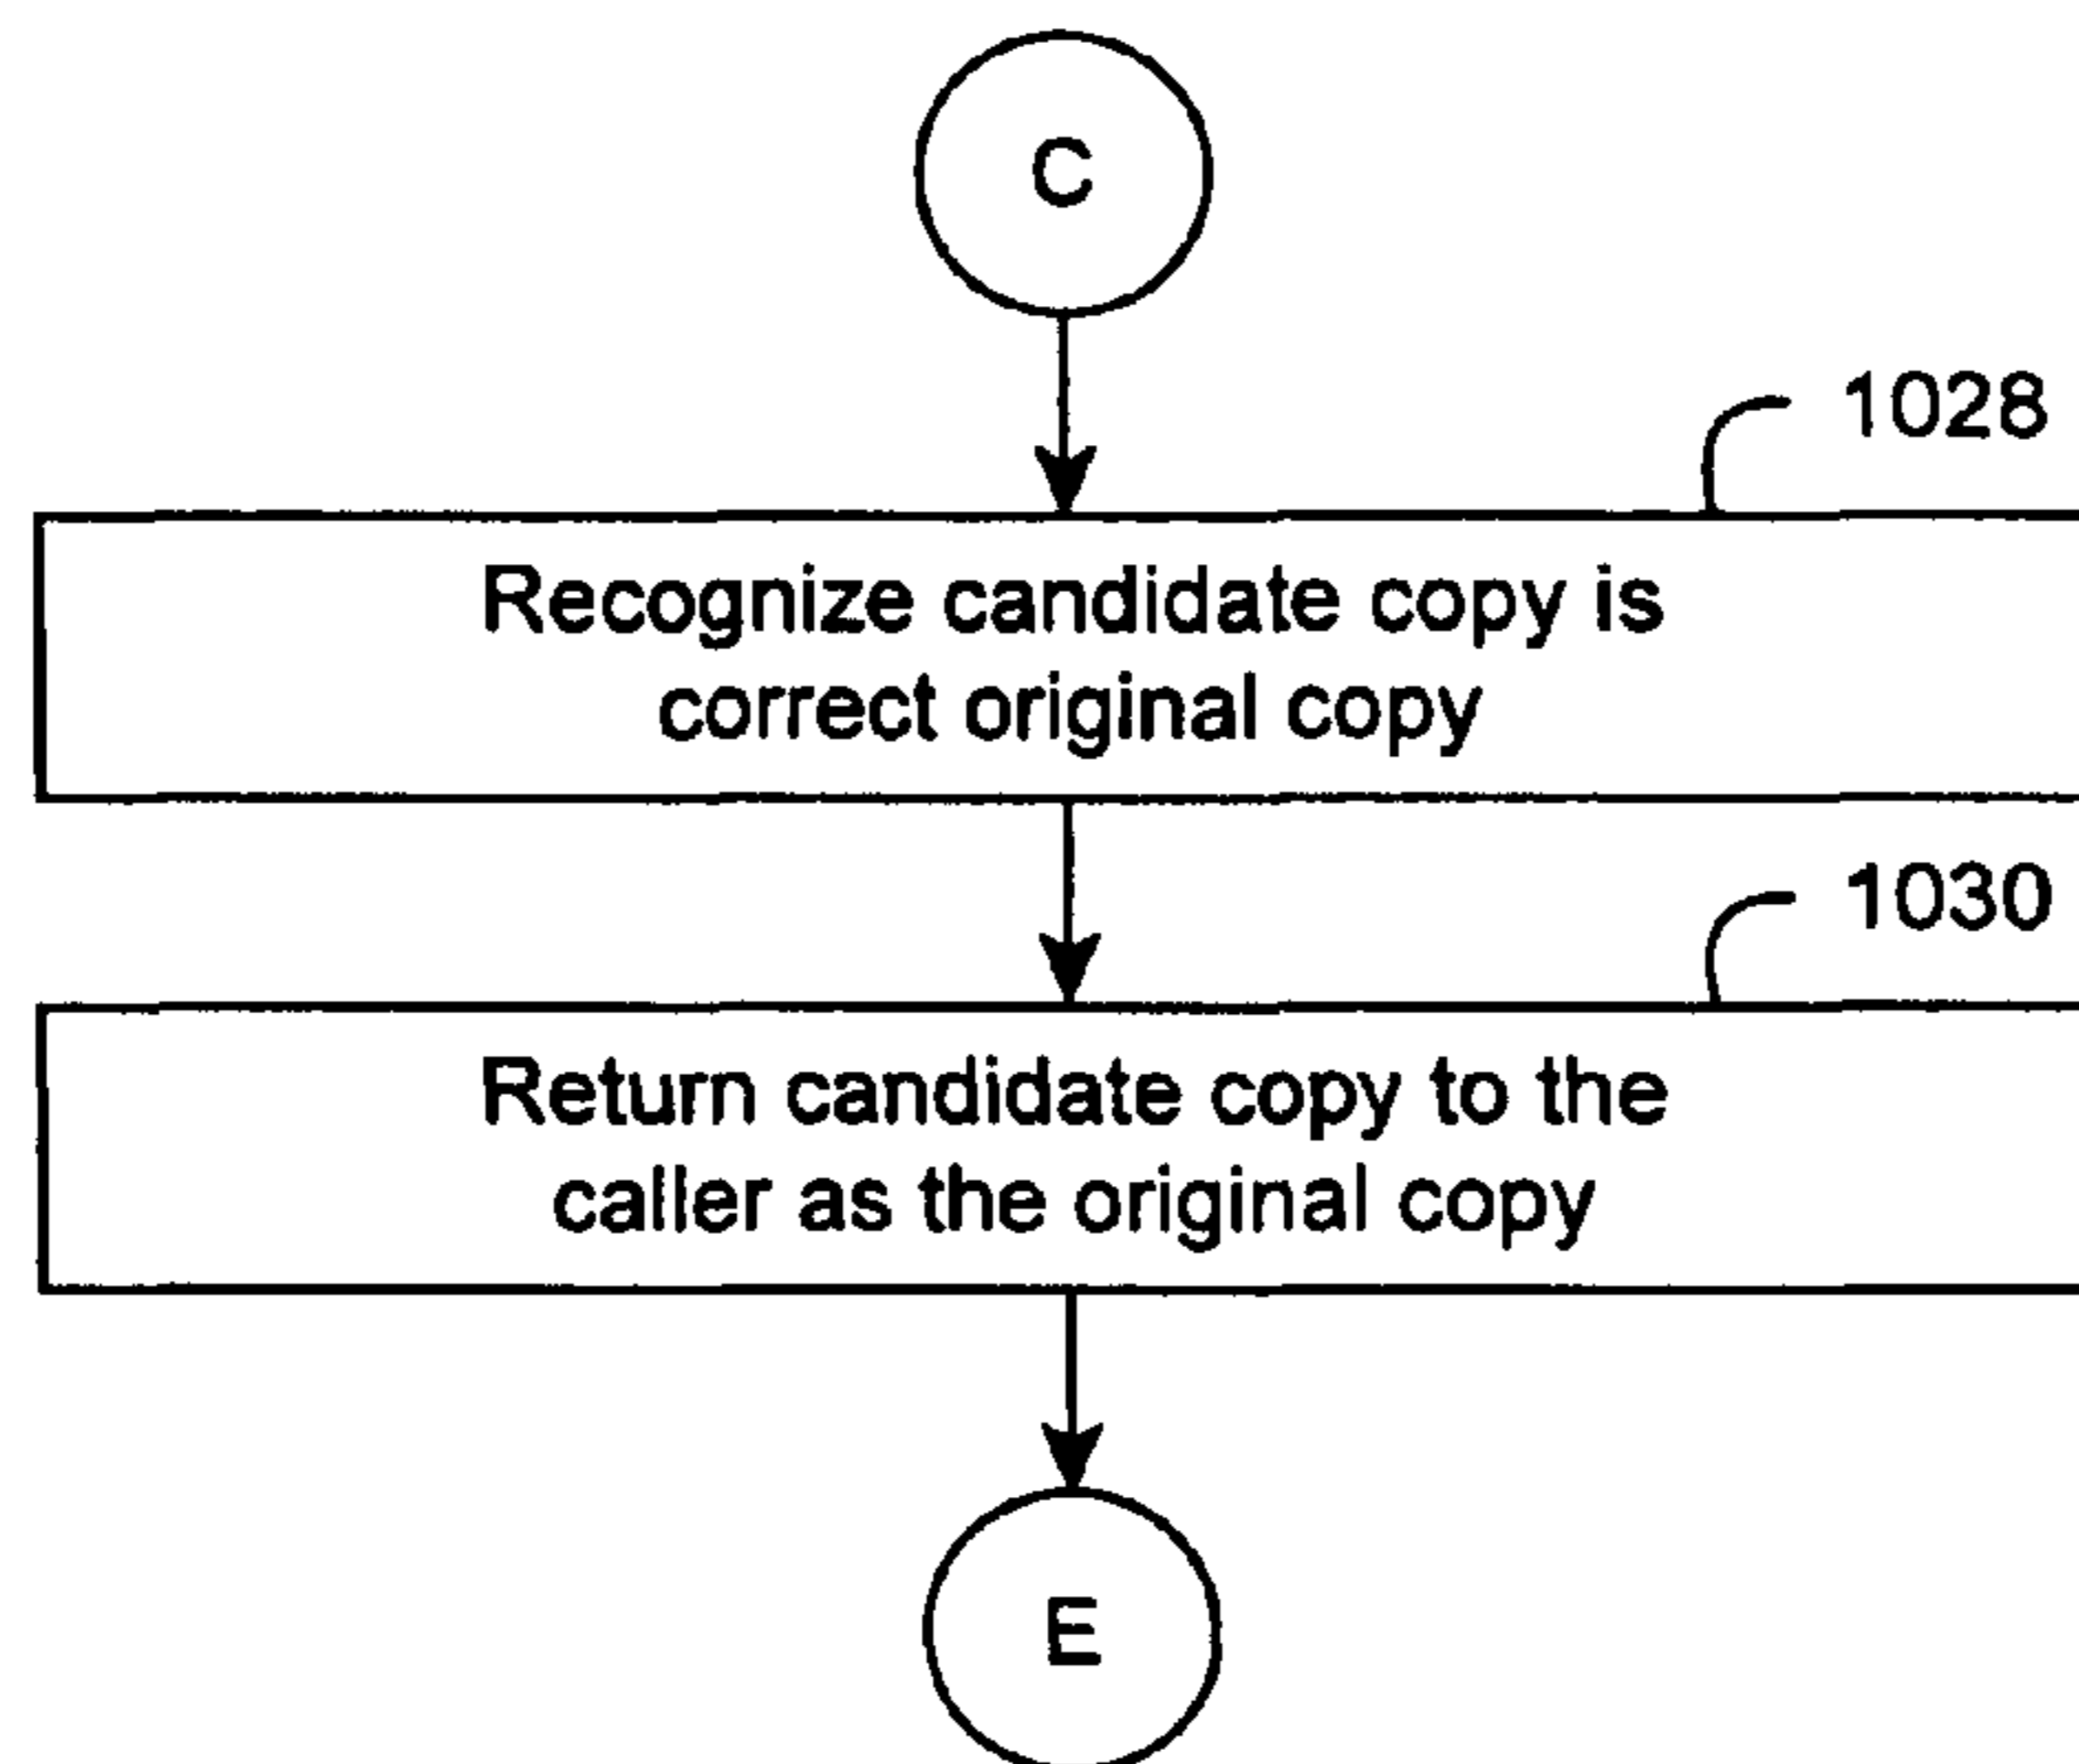 C
1028
Recognize candidate copy is
correct original copy
1030
Return candidate copy to the
caller as the original copy
E